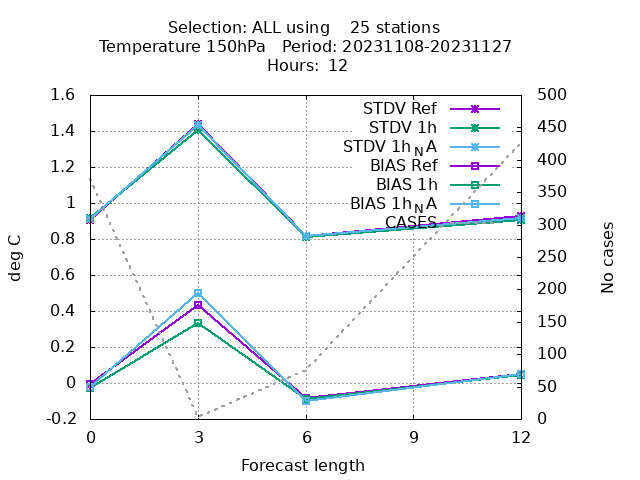 Selection: ALL using 25 stations
Temperature 150hPa Period: 20231108-20231127
Hours: 12
1.6
1.4
1.2
1
0.8
0.6
0.4
0.2
0
-0.2
deg C
STDV Ref
STDV 1h
STDV 1h_NA
BIAS Ref
BIAS 1h
BIAS 1h_NA
CASES
500
450
400
350
300
250
200
150
100
50
0
No cases
0 3 6 9 12
Forecast length